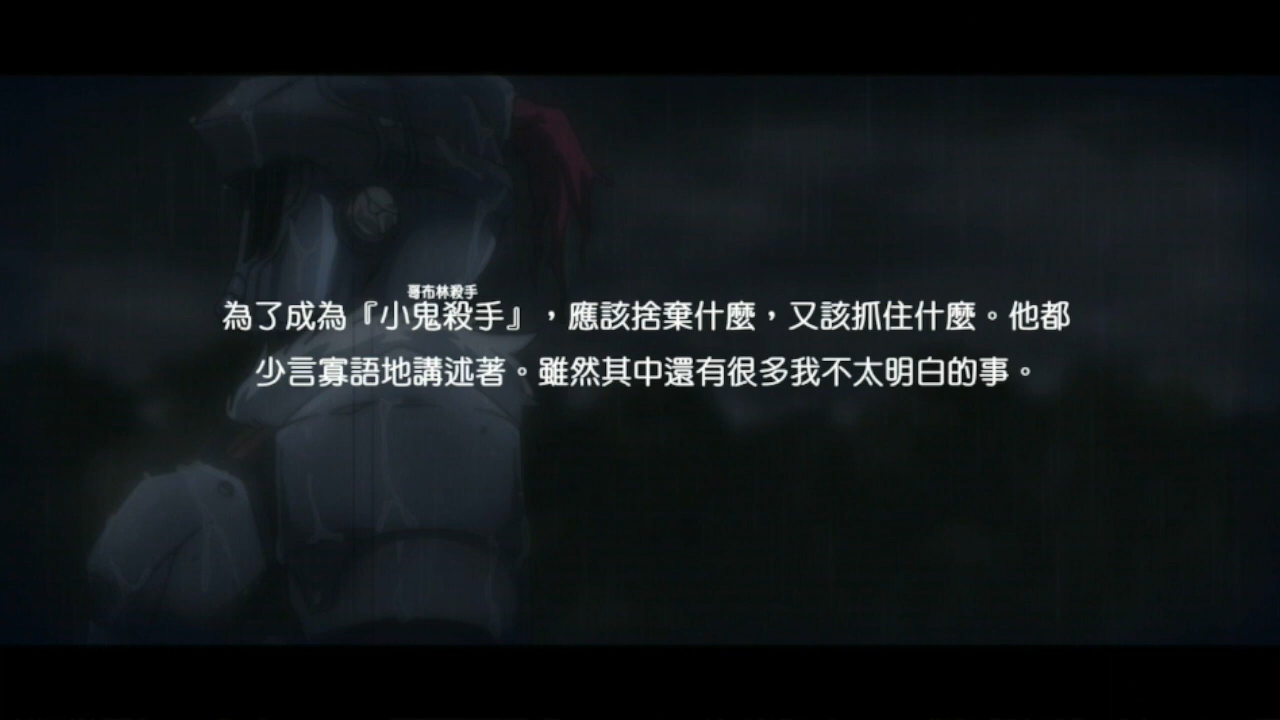 哥布林殺手
為了成為『小鬼殺手』，應該捨棄什麼，又該抓住什麼。他都
少言寡語地講述著。雖然其中還有很多我不太明白的事。